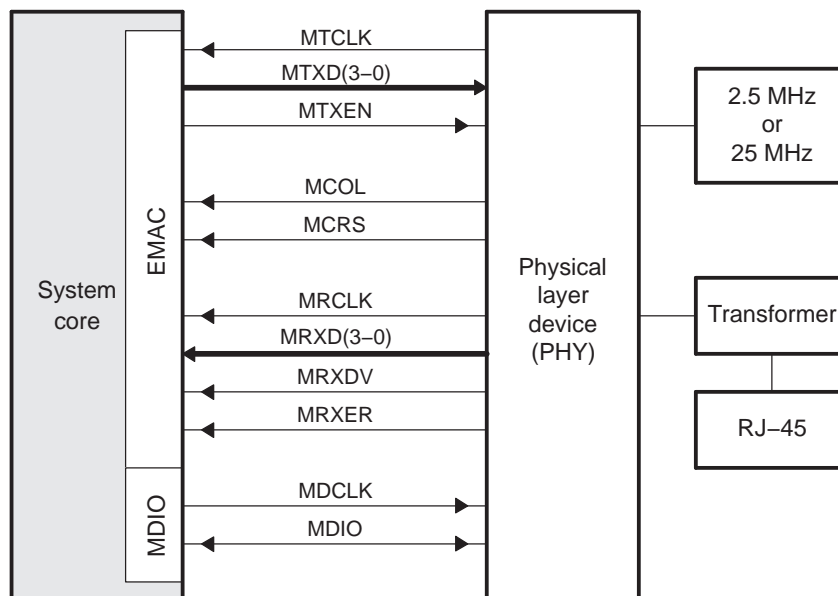 System
core
EMAC
MDIO
MTCLK
MTXD(3−0)
MTXEN
MCOL
MCRS
MRCLK
MRXD(3−0)
MRXDV
MRXER
MDCLK
MDIO
Physical
layer
device
(PHY)
2.5 MHz
or
25 MHz
Transformer
RJ−45